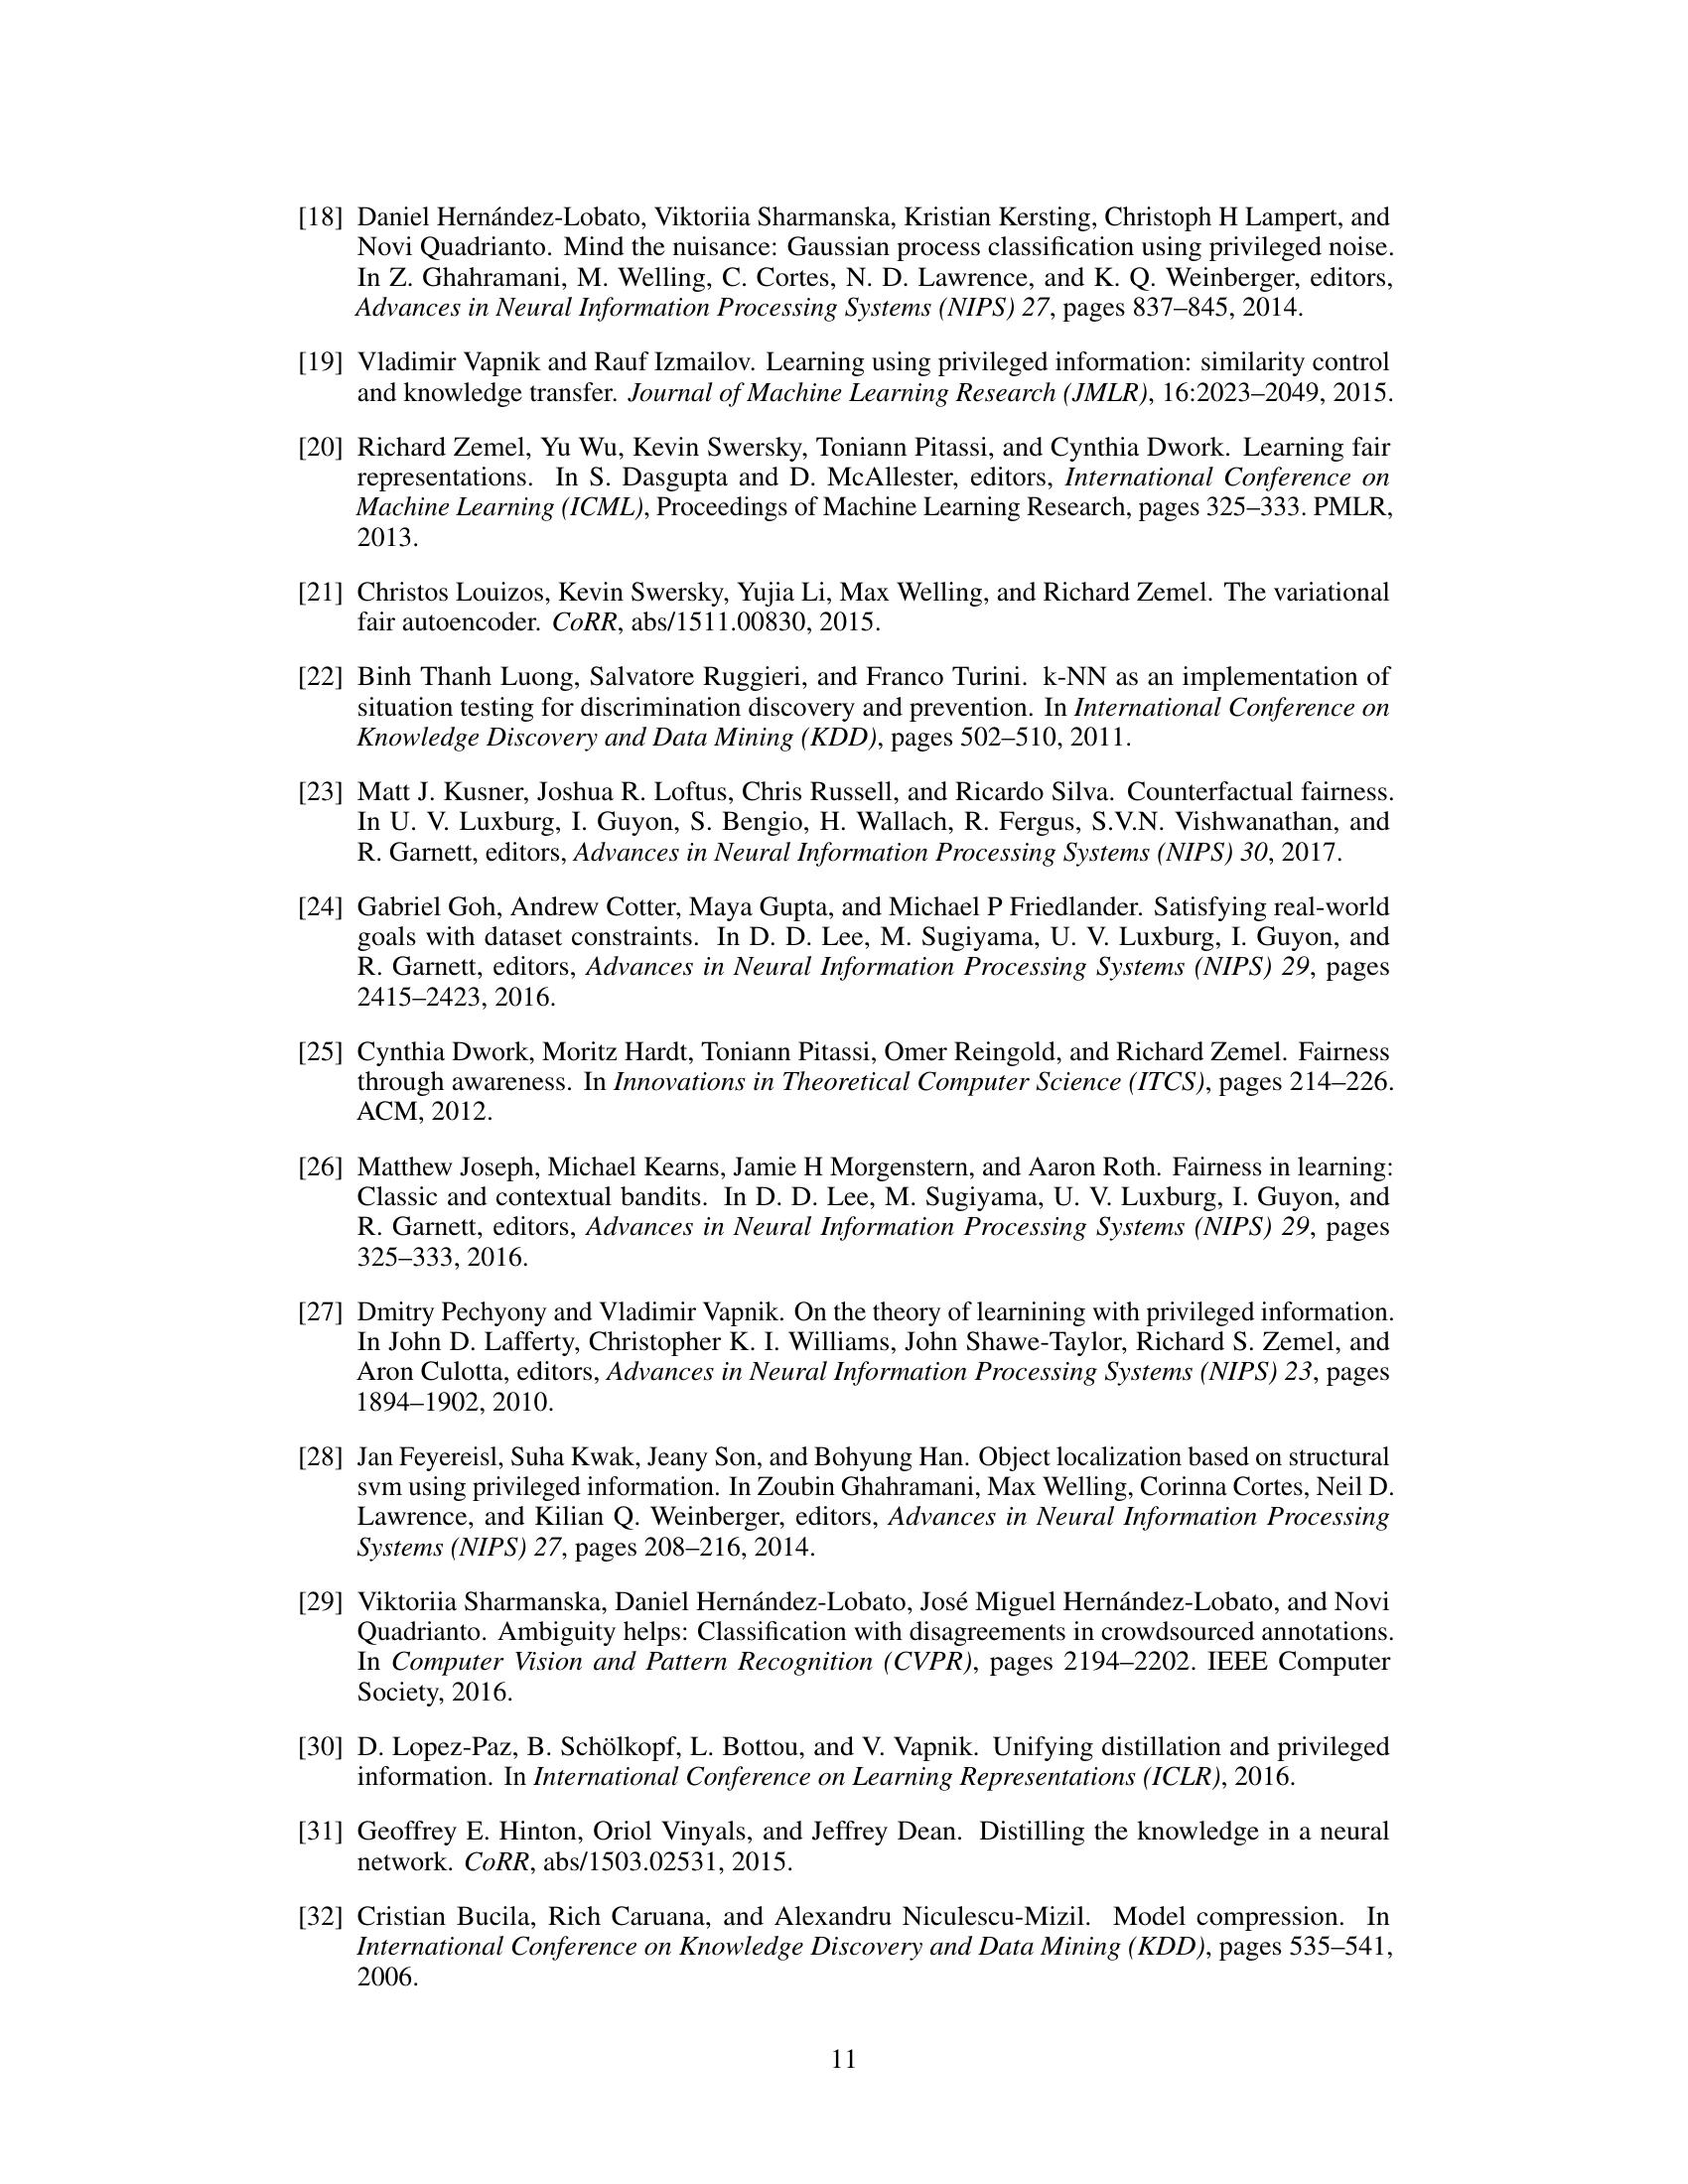 [18] Daniel Hernández-Lobato, Viktoriia Sharmanska, Kristian Kersting, Christoph H Lampert, and
Novi Quadrianto. Mind the nuisance: Gaussian process classification using privileged noise.
In Z. Ghahramani, M. Welling, C. Cortes, N. D. Lawrence, and K. Q. Weinberger, editors,
Advances in Neural Information Processing Systems (NIPS) 27, pages 837–845, 2014.
[19] Vladimir Vapnik and Rauf Izmailov. Learning using privileged information: similarity control
and knowledge transfer. Journal of Machine Learning Research (JMLR), 16:2023–2049, 2015.
[20] Richard Zemel, Yu Wu, Kevin Swersky, Toniann Pitassi, and Cynthia Dwork. Learning fair
representations. In S. Dasgupta and D. McAllester, editors, International Conference on
Machine Learning (ICML), Proceedings of Machine Learning Research, pages 325–333. PMLR,
2013.
[21] Christos Louizos, Kevin Swersky, Yujia Li, Max Welling, and Richard Zemel. The variational
fair autoencoder. CoRR, abs/1511.00830, 2015.
[22] Binh Thanh Luong, Salvatore Ruggieri, and Franco Turini. k-NN as an implementation of
situation testing for discrimination discovery and prevention. In International Conference on
Knowledge Discovery and Data Mining (KDD), pages 502–510, 2011.
[23] Matt J. Kusner, Joshua R. Loftus, Chris Russell, and Ricardo Silva. Counterfactual fairness.
In U. V. Luxburg, I. Guyon, S. Bengio, H. Wallach, R. Fergus, S.V.N. Vishwanathan, and
R. Garnett, editors, Advances in Neural Information Processing Systems (NIPS) 30, 2017.
[24] Gabriel Goh, Andrew Cotter, Maya Gupta, and Michael P Friedlander. Satisfying real-world
goals with dataset constraints. In D. D. Lee, M. Sugiyama, U. V. Luxburg, I. Guyon, and
R. Garnett, editors, Advances in Neural Information Processing Systems (NIPS) 29, pages
2415–2423, 2016.
[25] Cynthia Dwork, Moritz Hardt, Toniann Pitassi, Omer Reingold, and Richard Zemel. Fairness
through awareness. In Innovations in Theoretical Computer Science (ITCS), pages 214–226.
ACM, 2012.
[26] Matthew Joseph, Michael Kearns, Jamie H Morgenstern, and Aaron Roth. Fairness in learning:
Classic and contextual bandits. In D. D. Lee, M. Sugiyama, U. V. Luxburg, I. Guyon, and
R. Garnett, editors, Advances in Neural Information Processing Systems (NIPS) 29, pages
325–333, 2016.
[27] Dmitry Pechyony and Vladimir Vapnik. On the theory of learnining with privileged information.
In John D. Lafferty, Christopher K. I. Williams, John Shawe-Taylor, Richard S. Zemel, and
Aron Culotta, editors, Advances in Neural Information Processing Systems (NIPS) 23, pages
1894–1902, 2010.
[28] Jan Feyereisl, Suha Kwak, Jeany Son, and Bohyung Han. Object localization based on structural
svm using privileged information. In Zoubin Ghahramani, Max Welling, Corinna Cortes, Neil D.
Lawrence, and Kilian Q. Weinberger, editors, Advances in Neural Information Processing
Systems (NIPS) 27, pages 208–216, 2014.
[29] Viktoriia Sharmanska, Daniel Hernández-Lobato, José Miguel Hernández-Lobato, and Novi
Quadrianto. Ambiguity helps: Classification with disagreements in crowdsourced annotations.
In Computer Vision and Pattern Recognition (CVPR), pages 2194–2202. IEEE Computer
Society, 2016.
[30] D. Lopez-Paz, B. Schölkopf, L. Bottou, and V. Vapnik. Unifying distillation and privileged
information. In International Conference on Learning Representations (ICLR), 2016.
[31] Geoffrey E. Hinton, Oriol Vinyals, and Jeffrey Dean. Distilling the knowledge in a neural
network. CoRR, abs/1503.02531, 2015.
[32] Cristian Bucila, Rich Caruana, and Alexandru Niculescu-Mizil. Model compression. In
International Conference on Knowledge Discovery and Data Mining (KDD), pages 535–541,
2006.
11